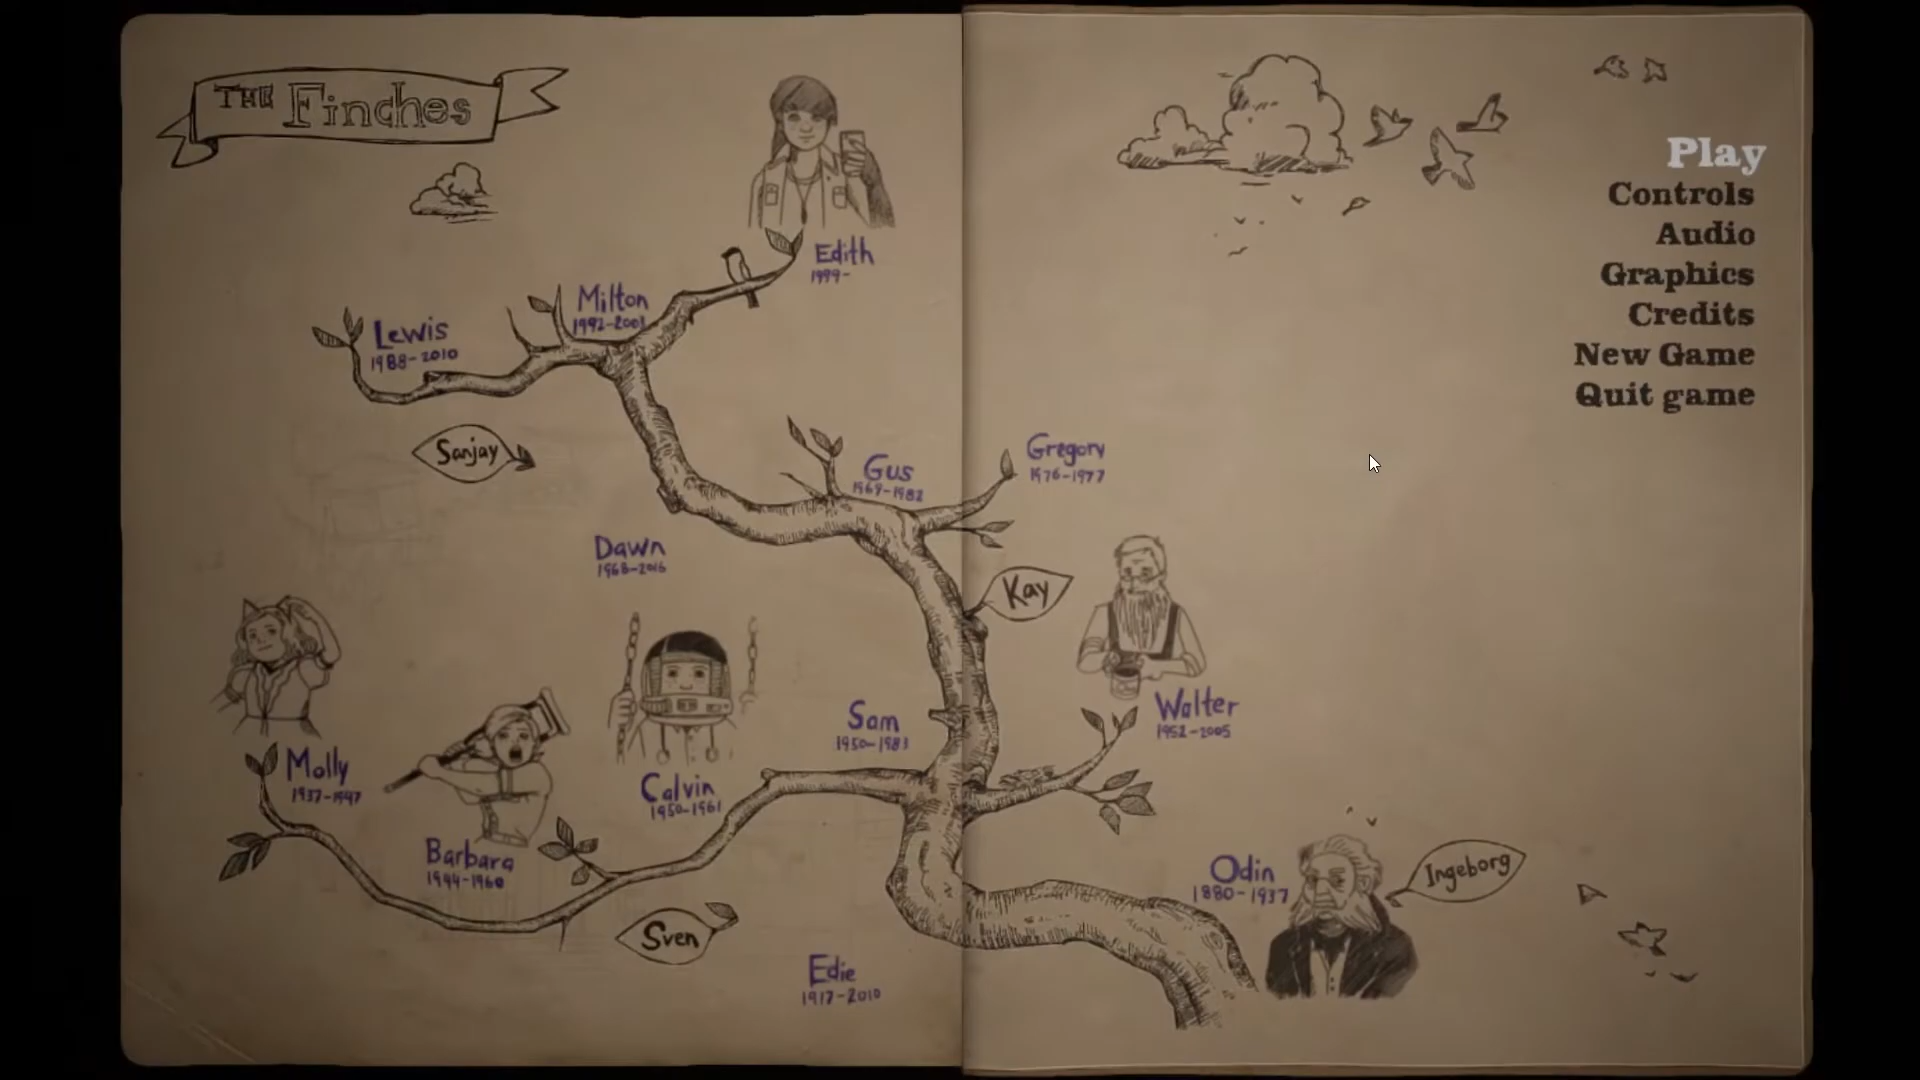 THE Finches
Edith
1999-
Milton
1992-2003
Lewis
1988-2010
Sanjay
Gus
1969-1982
Gregory
1976-1977
Dawn
1968-2016
Kay
Sam
1950-1983
Walter
1952-2005
Molly
1937-1947
Calvin
1950-1961
Barbara
1944-1960
Sven
Edie
1917-2010
Odin
1880-1937
Ingeborg
Play
Controls
Audio
Graphics
Credits
New Game
Quit game